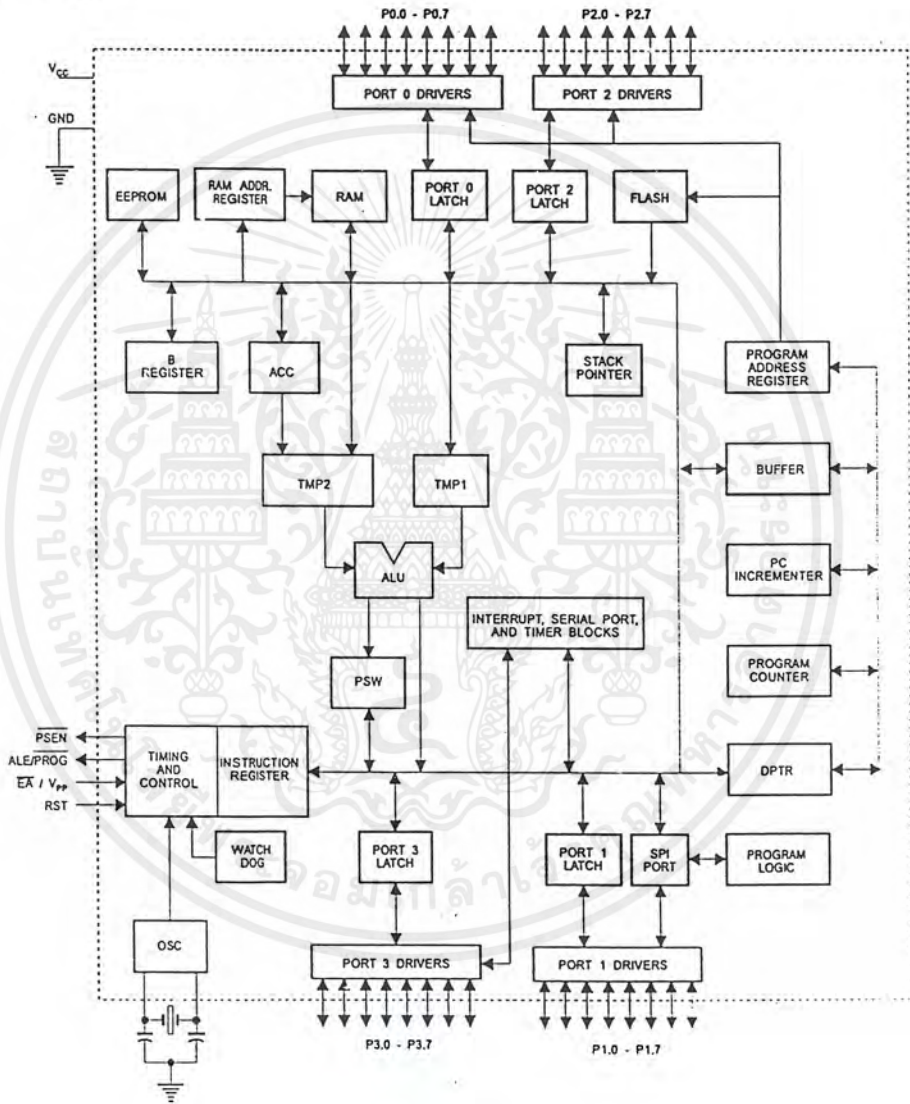 P0.0 - P0.7
P2.0 - P2.7
V_CC
GND
PORT 0 DRIVERS
PORT 2 DRIVERS
EEPROM
RAM ADDR.
REGISTER
RAM
PORT 0
LATCH
PORT 2
LATCH
FLASH
B
REGISTER
ACC
STACK
POINTER
PROGRAM
ADDRESS
REGISTER
TMP2
TMP1
BUFFER
ALU
PC
INCREMENTER
INTERRUPT, SERIAL PORT,
AND TIMER BLOCKS
PSW
PROGRAM
COUNTER
PSEN
ALE/PROG
EA / V_PP
RST
TIMING
AND
CONTROL
INSTRUCTION
REGISTER
DPTR
WATCH
DOG
PORT 3
LATCH
PORT 1
LATCH
SPI
PORT
PROGRAM
LOGIC
OSC
PORT 3 DRIVERS
PORT 1 DRIVERS
P3.0 - P3.7
P1.0 - P1.7